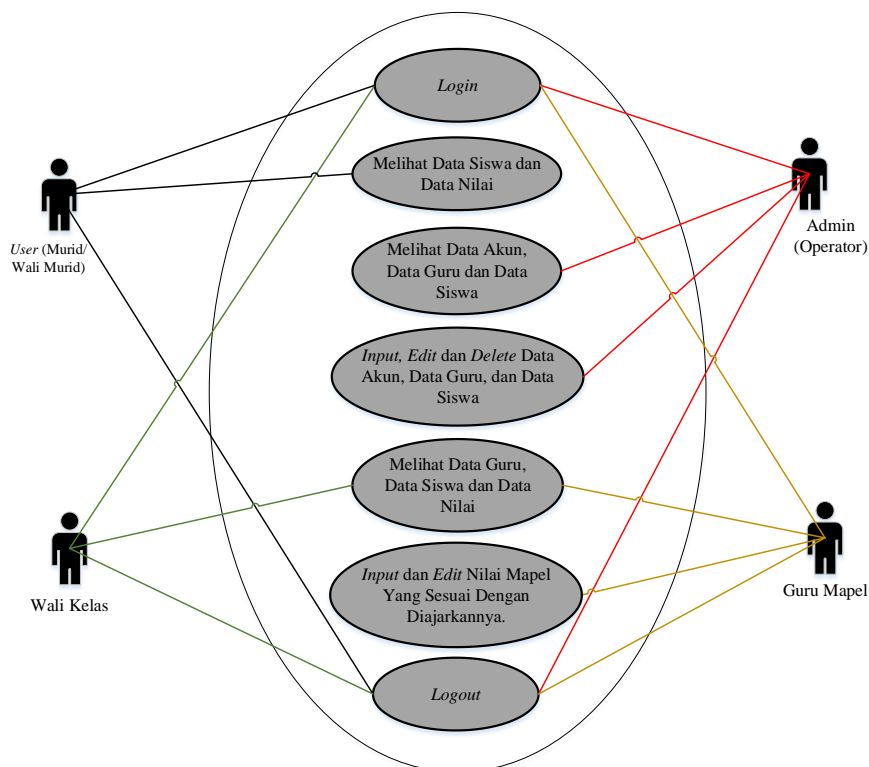 Login
Melihat Data Siswa dan
Data Nilai
User (Murid/
Wali Murid)
Admin
(Operator)
Melihat Data Akun,
Data Guru dan Data
Siswa
Input, Edit dan Delete Data
Akun, Data Guru, dan Data
Siswa
Melihat Data Guru,
Data Siswa dan Data
Nilai
Wali Kelas
Guru Mapel
Input dan Edit Nilai Mapel
Yang Sesuai Dengan
Diajarkannya.
Logout